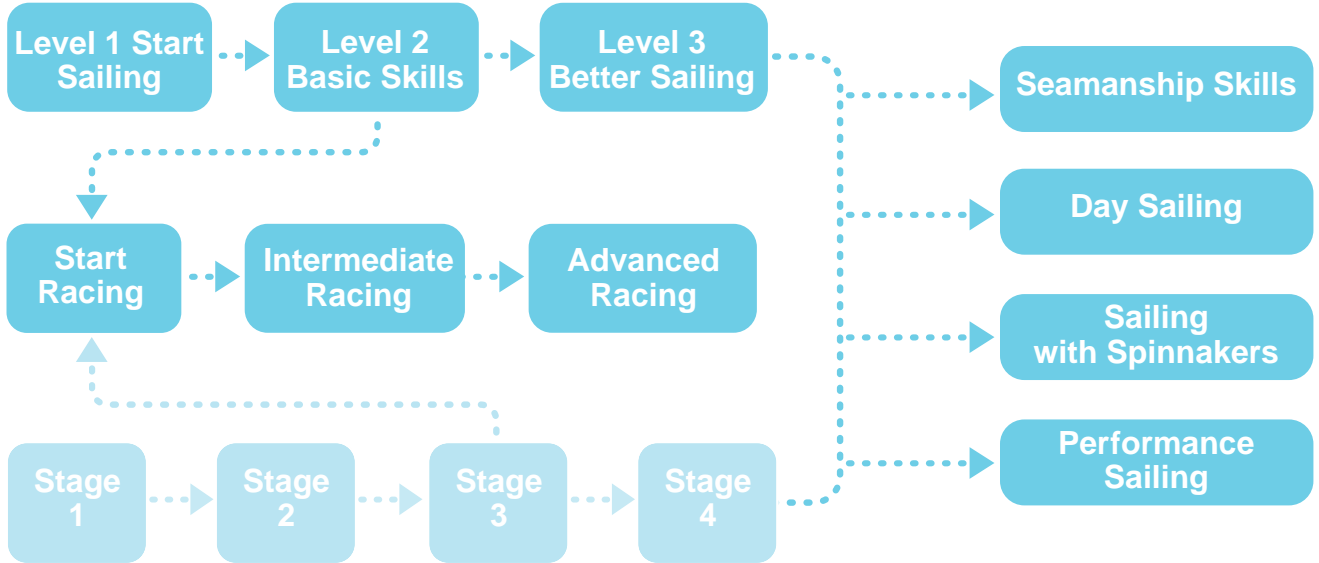 Level 1 Start
Sailing
Level 2
Basic Skills
Level 3
Better Sailing
Seamanship Skills
Day Sailing
Start
Racing
Intermediate
Racing
Advanced
Racing
Sailing
with Spinnakers
Performance
Sailing
Stage
1
Stage
2
Stage
3
Stage
4